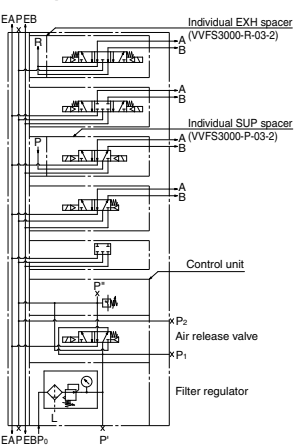 EAPEB
Individual EXH spacer
(VVFS3000-R-03-2)
R
A
B
A
B
Individual SUP spacer
(VVFS3000-P-03-2)
P
A
B
A
B
Control unit
P"
P2
Air release valve
P1
Filter regulator
L
EAPEBP0
P'